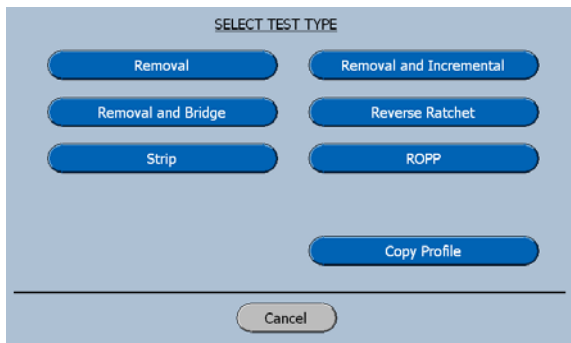 SELECT TEST TYPE
Removal
Removal and Incremental
Removal and Bridge
Reverse Ratchet
Strip
ROPP
Copy Profile
Cancel